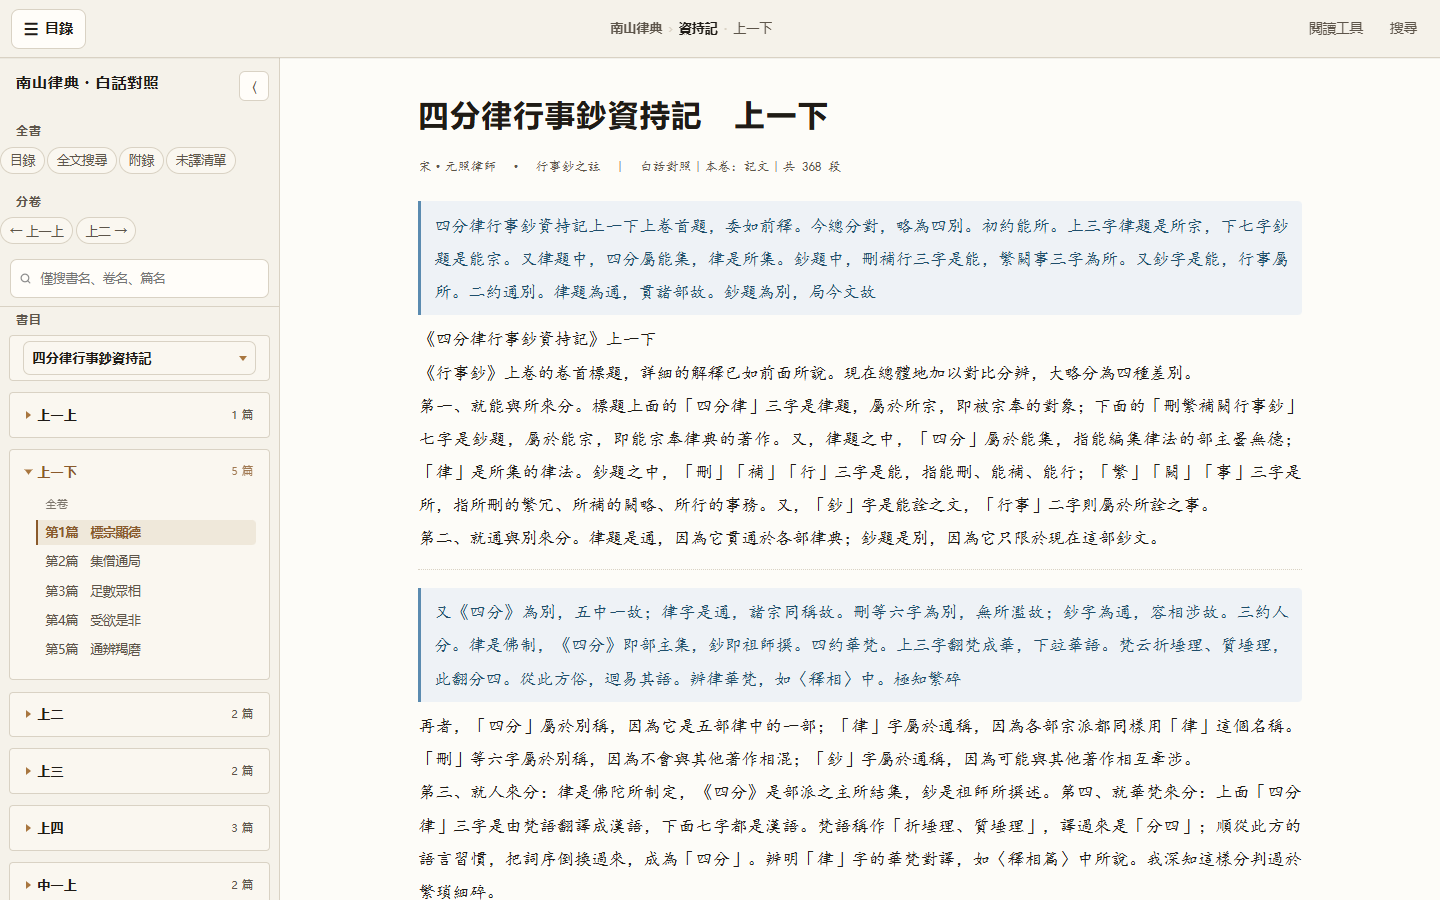 ☰ 目錄
南山律典 › 資持記 · 上一下
閱讀工具 搜尋
南山律典・白話對照
全書
目錄 全文搜尋 附錄 未譯清單
分卷
← 上一上 上二 →
僅搜書名、卷名、篇名
書目
四分律行事鈔資持記
上一上 1 篇
上一下 5 篇
全卷
第1篇 標宗顯德
第2篇 集僧通局
第3篇 足數眾相
第4篇 受欲是非
第5篇 通辨羯磨
上二 2 篇
上三 2 篇
上四 3 篇
中一上 2 篇
四分律行事鈔資持記 上一下
宋・元照律師 • 行事鈔之註 | 白話對照｜本卷：記文｜共 368 段
四分律行事鈔資持記上一下上卷首題，委如前釋。今總分對，略為四別。初約能所。上三字律題是所宗，下七字鈔
題是能宗。又律題中，四分屬能集，律是所集。鈔題中，刪補行三字是能，繁闕事三字為所。又鈔字是能，行事屬
所。二約通別。律題為通，貫諸部故。鈔題為別，局今文故
《四分律行事鈔資持記》上一下
《行事鈔》上卷的卷首標題，詳細的解釋已如前面所說。現在總體地加以對比分辨，大略分為四種差別。
第一、就能與所來分。標題上面的「四分律」三字是律題，屬於所宗，即被宗奉的對象；下面的「刪繁補闕行事鈔」
七字是鈔題，屬於能宗，即能宗奉律典的著作。又，律題之中，「四分」屬於能集，指能編集律法的部主曇無德；
「律」是所集的律法。鈔題之中，「刪」「補」「行」三字是能，指能刪、能補、能行；「繁」「闕」「事」三字是
所，指所刪的繁冗、所補的闕略、所行的事務。又，「鈔」字是能詮之文，「行事」二字則屬於所詮之事。
第二、就通與別來分。律題是通，因為它貫通於各部律典；鈔題是別，因為它只限於現在這部鈔文。
又《四分》為別，五中一故；律字是通，諸宗同稱故。刪等六字為別，無所濫故；鈔字為通，容相涉故。三約人
分。律是佛制，《四分》即部主集，鈔即祖師撰。四約華梵。上三字翻梵成華，下竝華語。梵云折埵理、質埵理，
此翻分四。從此方俗，迴易其語。辨律華梵，如〈釋相〉中。極知繁碎
再者，「四分」屬於別稱，因為它是五部律中的一部；「律」字屬於通稱，因為各部宗派都同樣用「律」這個名稱。
「刪」等六字屬於別稱，因為不會與其他著作相混；「鈔」字屬於通稱，因為可能與其他著作相互牽涉。
第三、就人來分：律是佛陀所制定，《四分》是部派之主所結集，鈔是祖師所撰述。第四、就華梵來分：上面「四分
律」三字是由梵語翻譯成漢語，下面七字都是漢語。梵語稱作「折埵理、質埵理」，譯過來是「分四」；順從此方的
語言習慣，把詞序倒換過來，成為「四分」。辨明「律」字的華梵對譯，如〈釋相篇〉中所說。我深知這樣分判過於
繁瑣細碎。